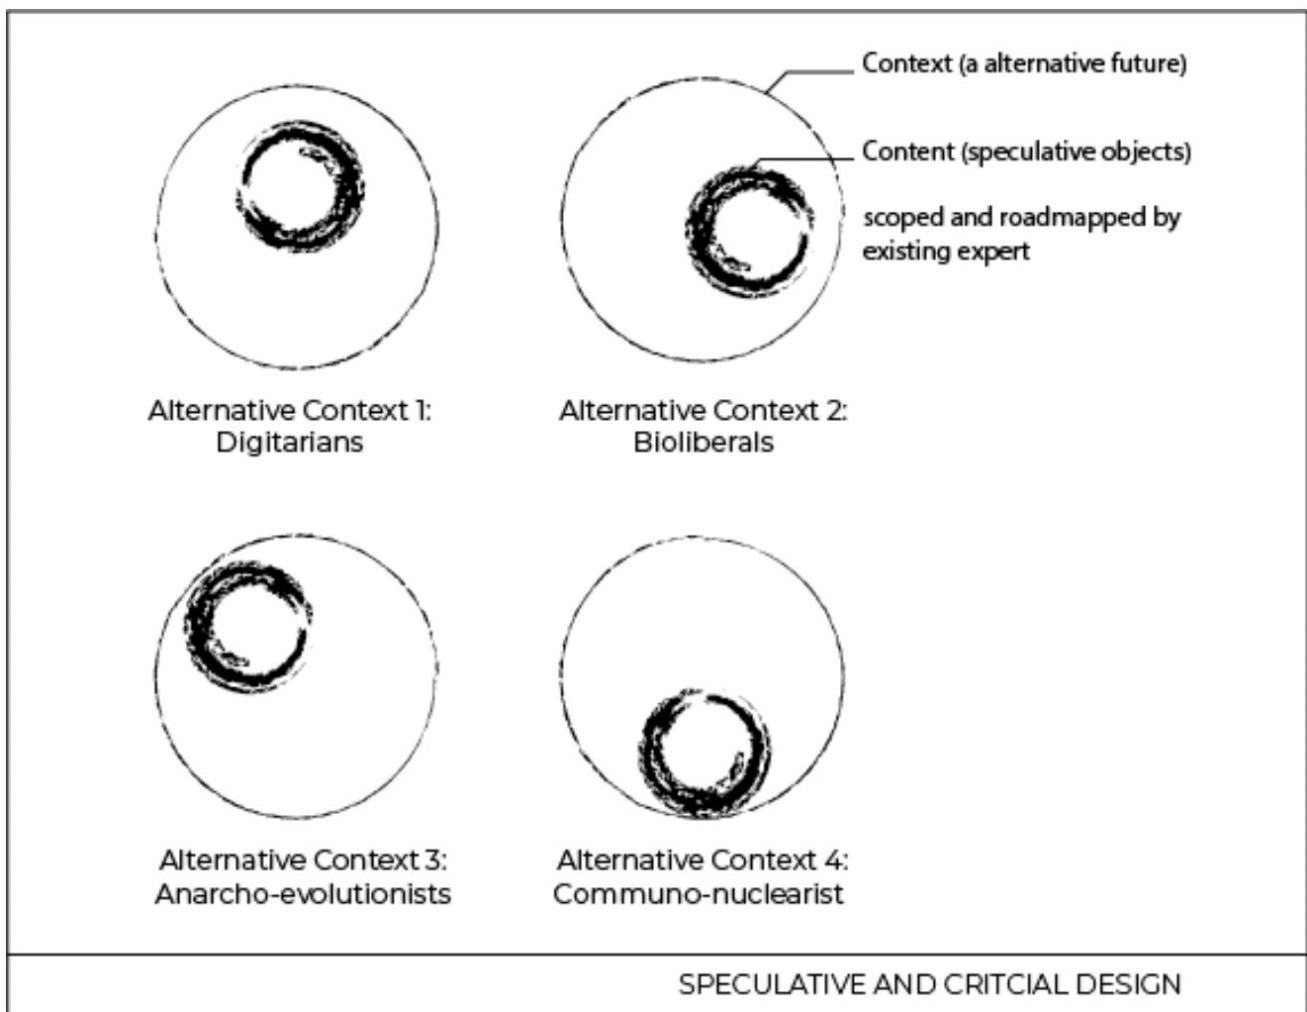 Context (a alternative future)
Content (speculative objects)
scoped and roadmapped by
existing expert
Alternative Context 1:
Digitarians
Alternative Context 2:
Bioliberals
Alternative Context 3:
Anarcho-evolutionists
Alternative Context 4:
Communo-nuclearist
SPECULATIVE AND CRITCIAL DESIGN